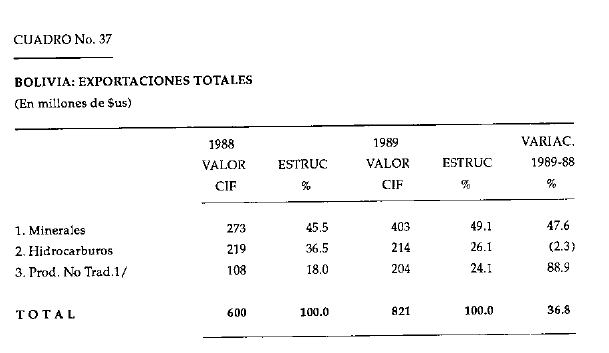 CUADRO No. 37
BOLIVIA: EXPORTACIONES TOTALES
(En millones de $us)
1988 1989 VARIAC.
VALOR ESTRUC VALOR ESTRUC 1989-88
CIF % CIF % %
1. Minerales 273 45.5 403 49.1 47.6
2. Hidrocarburos 219 36.5 214 26.1 (2.3)
3. Prod. No Trad.1/ 108 18.0 204 24.1 88.9
TOTAL 600 100.0 821 100.0 36.8